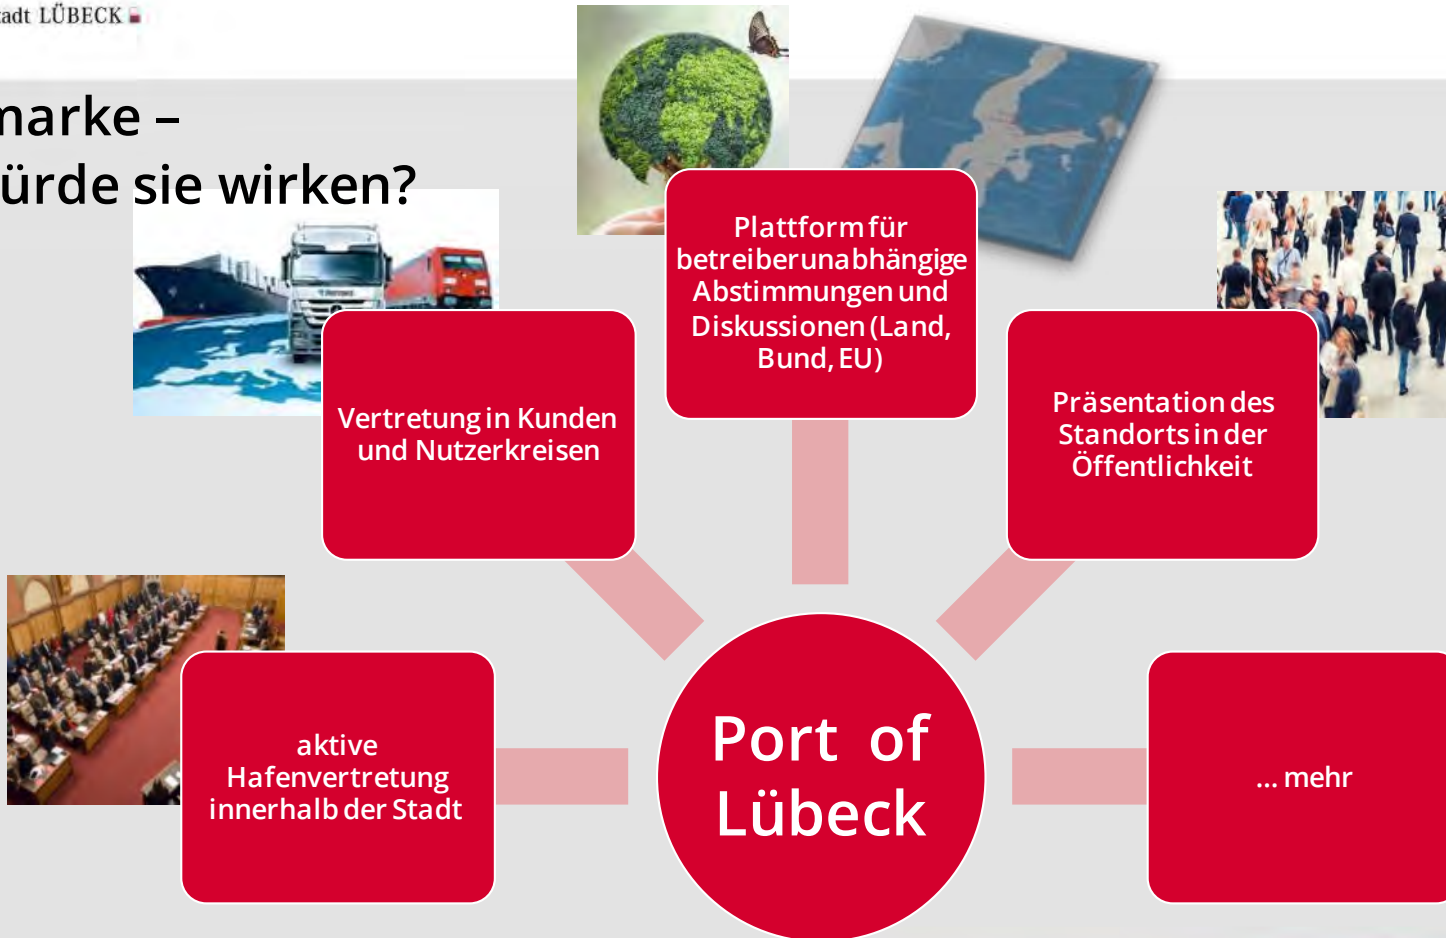 tadt LÜBECK
marke –
ürde sie wirken?
Plattform für
betreiberunabhängige
Abstimmungen und
Diskussionen (Land,
Bund, EU)
Vertretung in Kunden
und Nutzerkreisen
Präsentation des
Standorts in der
Öffentlichkeit
aktive
Hafenvertretung
innerhalb der Stadt
Port of
Lübeck
... mehr